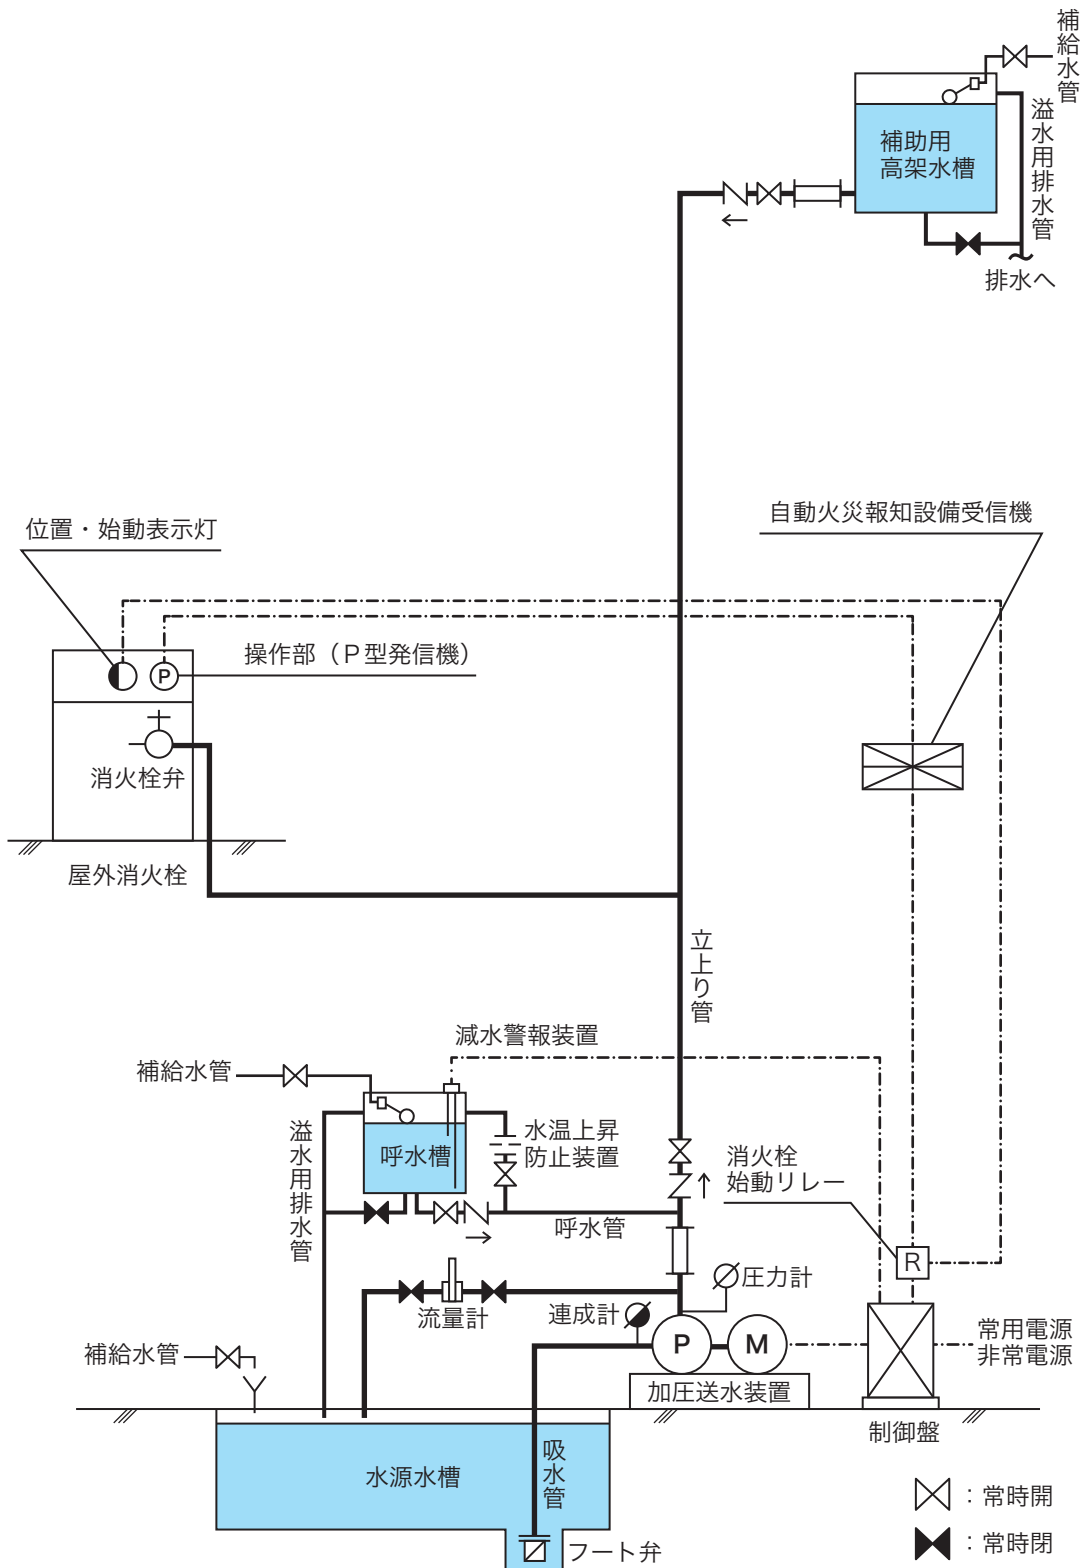 補給水管
溢水用排水管
補助用
高架水槽
排水へ
位置・始動表示灯
自動火災報知設備受信機
操作部（P型発信機）
P
消火栓弁
屋外消火栓
立上り管
減水警報装置
補給水管
溢水用排水管
呼水槽
水温上昇
防止装置
消火栓
始動リレー
呼水管
R
圧力計
流量計
連成計
P
M
補給水管
常用電源
非常電源
加圧送水装置
制御盤
吸水管
水源水槽
：常時開
：常時閉
フート弁